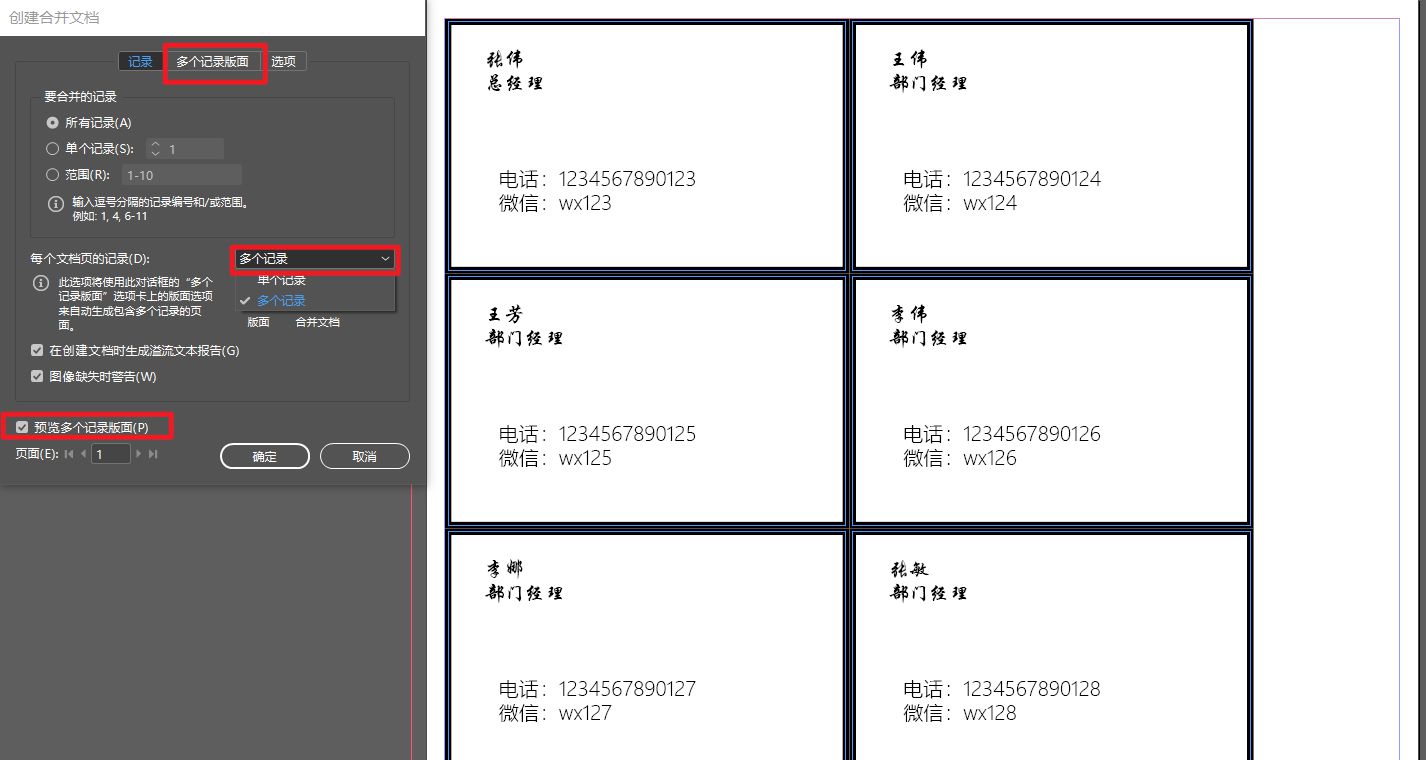 创建合并文档
记录 多个记录版面 选项
要合并的记录
所有记录(A)
单个记录(S): 1
范围(R): 1-10
输入逗号分隔的记录编号和/或范围。
例如: 1, 4, 6-11
每个文档页的记录(D): 多个记录
单个记录
多个记录
此选项将使用此对话框的“多个
记录版面”选项卡上的版面选项
来自动生成包含多个记录的页
面。
版面 合并文档
在创建文档时生成溢流文本报告(G)
图像缺失时警告(W)
预览多个记录版面(P)
页面(E): 1
确定 取消
张伟
总经理
电话：1234567890123
微信：wx123
王伟
部门经理
电话：1234567890124
微信：wx124
王芳
部门经理
电话：1234567890125
微信：wx125
李伟
部门经理
电话：1234567890126
微信：wx126
李娜
部门经理
电话：1234567890127
微信：wx127
张敏
部门经理
电话：1234567890128
微信：wx128